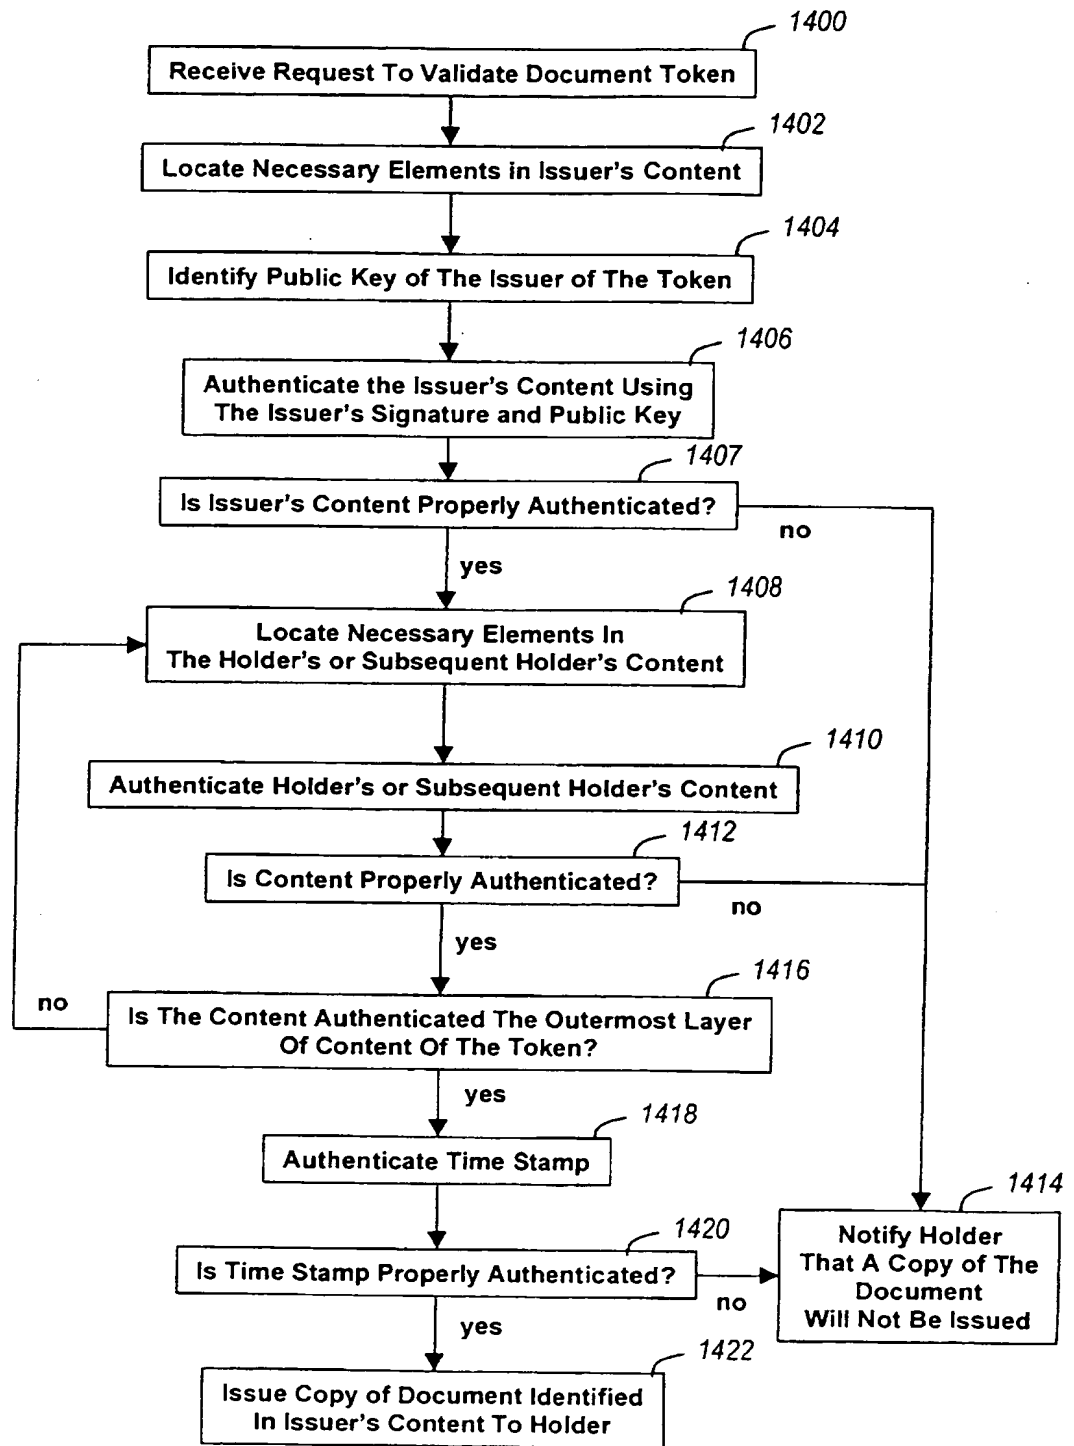 1400
Receive Request To Validate Document Token
1402
Locate Necessary Elements in Issuer's Content
1404
Identify Public Key of The Issuer of The Token
1406
Authenticate the Issuer's Content Using
The Issuer's Signature and Public Key
1407
Is Issuer's Content Properly Authenticated?
no
yes
1408
Locate Necessary Elements In
The Holder's or Subsequent Holder's Content
1410
Authenticate Holder's or Subsequent Holder's Content
1412
Is Content Properly Authenticated?
no
yes
1416
no
Is The Content Authenticated The Outermost Layer
Of Content Of The Token?
yes
1418
Authenticate Time Stamp
1414
Notify Holder
That A Copy of The
Document
Will Not Be Issued
1420
Is Time Stamp Properly Authenticated?
no
yes
1422
Issue Copy of Document Identified
In Issuer's Content To Holder